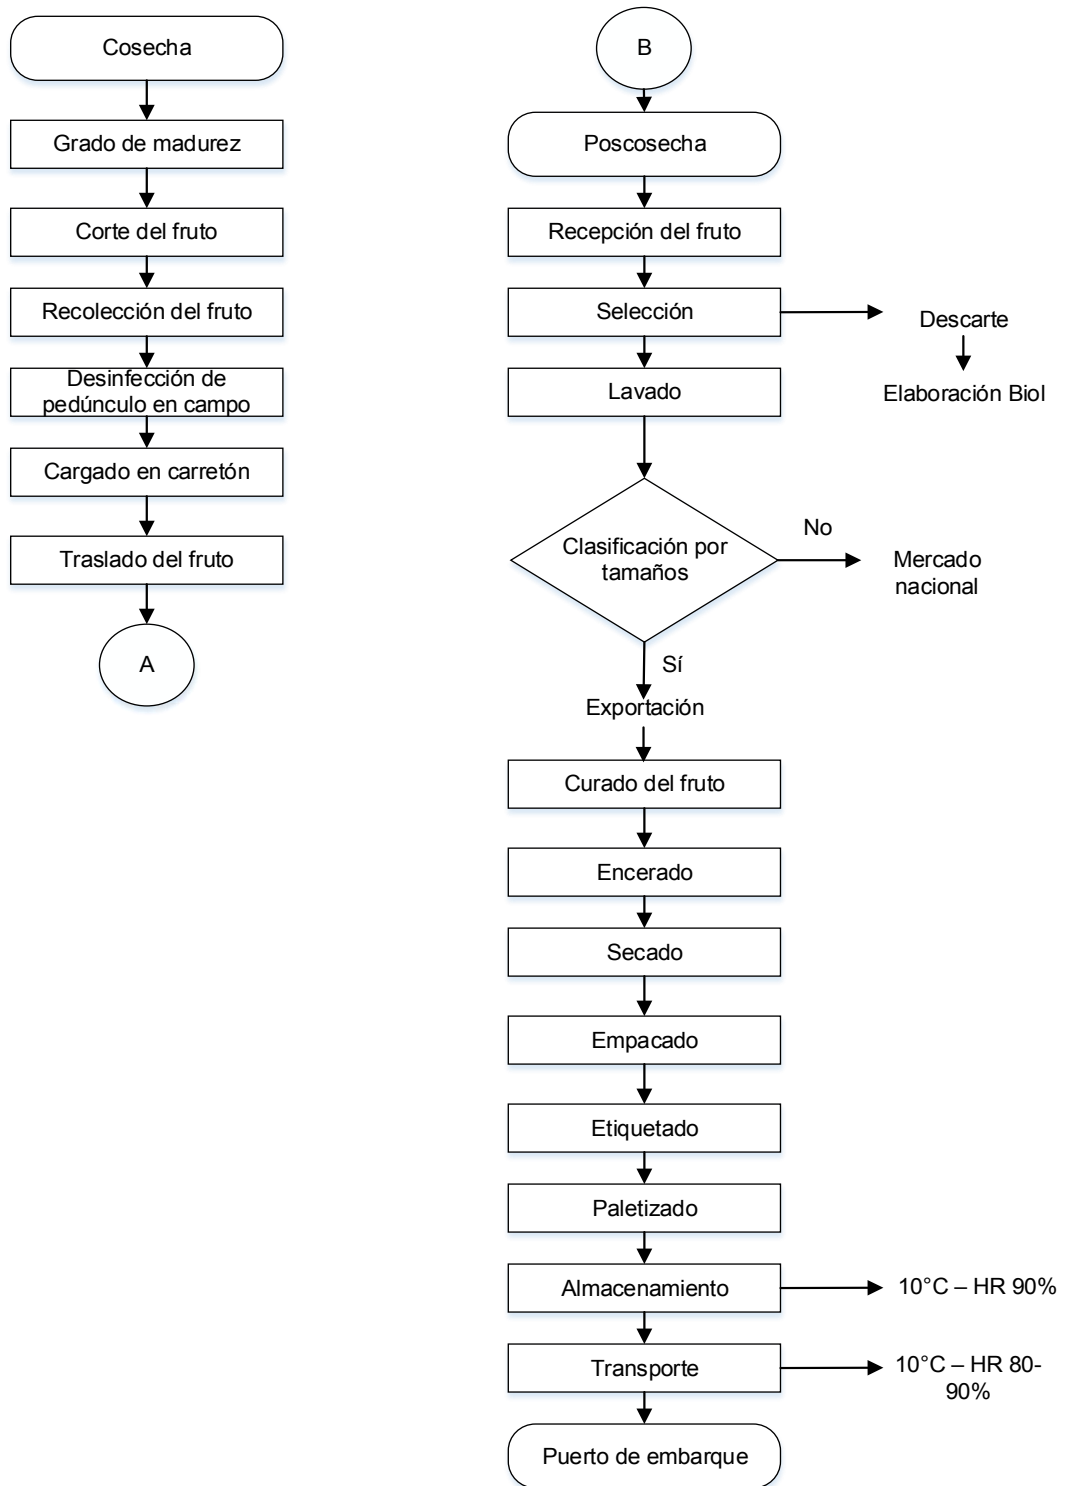 Cosecha
Grado de madurez
Corte del fruto
Recolección del fruto
Desinfección de
pedúnculo en campo
Cargado en carretón
Traslado del fruto
A
B
Poscosecha
Recepción del fruto
Selección
Descarte
Elaboración Biol
Lavado
Clasificación por
tamaños
No
Mercado
nacional
Sí
Exportación
Curado del fruto
Encerado
Secado
Empacado
Etiquetado
Paletizado
Almacenamiento
10°C – HR 90%
Transporte
10°C – HR 80-
90%
Puerto de embarque